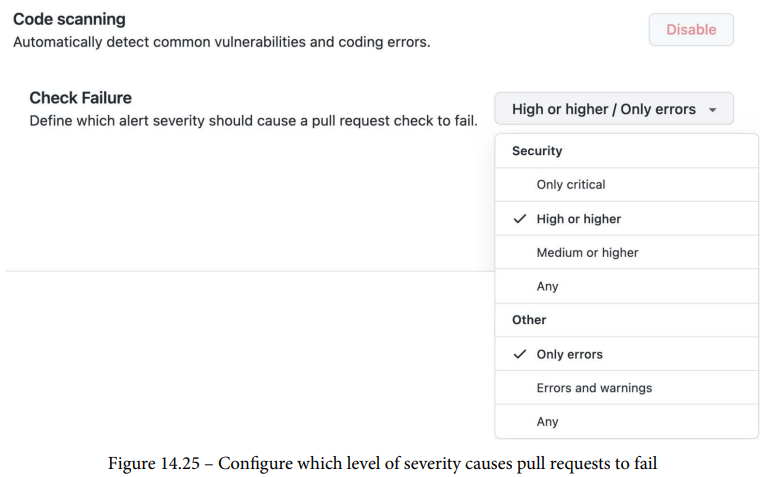 Code scanning
Automatically detect common vulnerabilities and coding errors.
Disable
Check Failure
Define which alert severity should cause a pull request check to fail.
High or higher / Only errors
Security
Only critical
High or higher
Medium or higher
Any
Other
Only errors
Errors and warnings
Any
Figure 14.25 – Configure which level of severity causes pull requests to fail